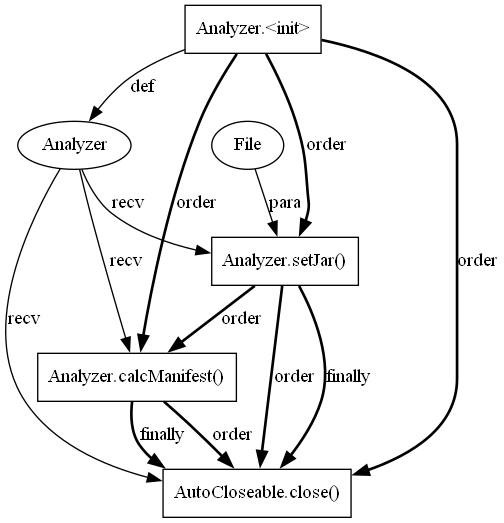 Analyzer.<init>
def
Analyzer
File
order
recv
order
para
Analyzer.setJar()
recv
order
recv
order
order
finally
Analyzer.calcManifest()
finally
order
AutoCloseable.close()